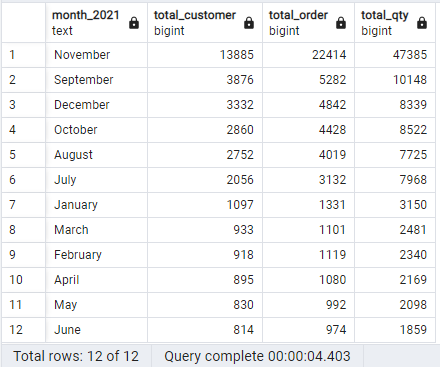 month_2021 total_customer total_order total_qty
text bigint bigint bigint
1 November 13885 22414 47385
2 September 3876 5282 10148
3 December 3332 4842 8339
4 October 2860 4428 8522
5 August 2752 4019 7725
6 July 2056 3132 7968
7 January 1097 1331 3150
8 March 933 1101 2481
9 February 918 1119 2340
10 April 895 1080 2169
11 May 830 992 2098
12 June 814 974 1859
Total rows: 12 of 12 Query complete 00:00:04.403